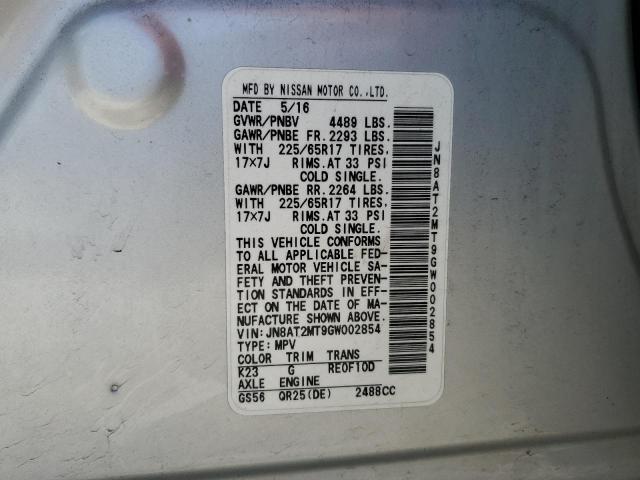 MFD BY NISSAN MOTOR CO.,LTD.
DATE 5/16
GVWR/PNBV 4489 LBS.
GAWR/PNBE FR. 2293 LBS.
WITH 225/65R17 TIRES,
17×7J RIMS.AT 33 PSI
COLD SINGLE.
GAWR/PNBE RR. 2264 LBS.
WITH 225/65R17 TIRES,
17×7J RIMS.AT 33 PSI
COLD SINGLE.
THIS VEHICLE CONFORMS
TO ALL APPLICABLE FED-
ERAL MOTOR VEHICLE SA-
FETY AND THEFT PREVEN-
TION STANDARDS IN EFF-
ECT ON THE DATE OF MA-
NUFACTURE SHOWN ABOVE.
VIN:JN8AT2MT9GW002854
TYPE:MPV
COLOR TRIM TRANS
K23 G RE0F10D
AXLE ENGINE
GS56 QR25(DE) 2488CC
JN8AT2MT9GW002854